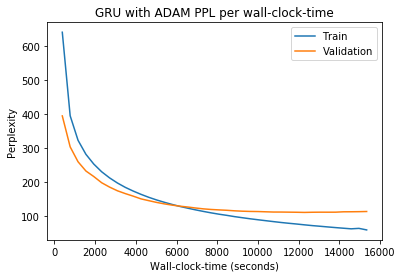 GRU with ADAM PPL per wall-clock-time
Train
Validation
Perplexity
600
500
400
300
200
100
0 2000 4000 6000 8000 10000 12000 14000 16000
Wall-clock-time (seconds)